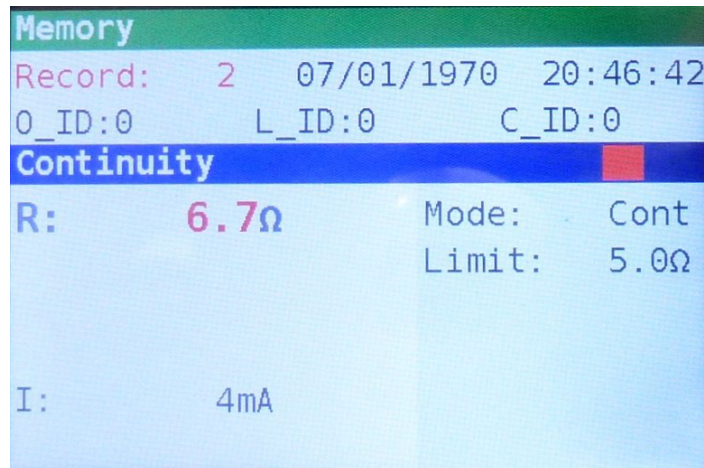 Memory
Record: 2 07/01/1970 20:46:42
O_ID:0 L_ID:0 C_ID:0
Continuity
R: 6.7Ω Mode: Cont
Limit: 5.0Ω
I: 4mA